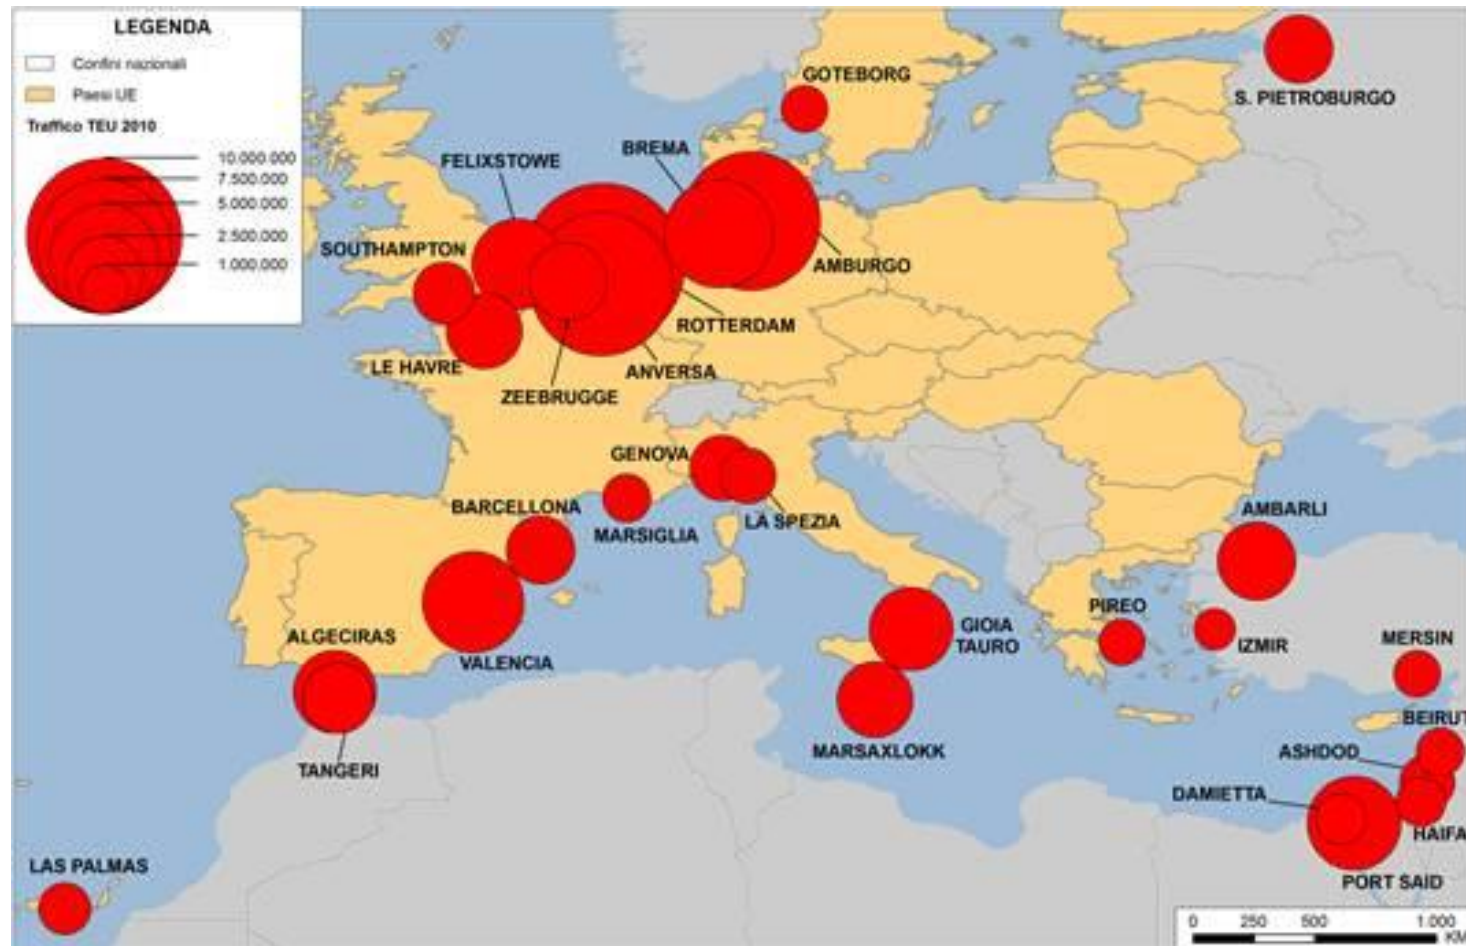 LEGENDA
Confini nazionali
Paesi UE
Traffico TEU 2010
10.000.000
7.500.000
5.000.000
2.500.000
1.000.000
GOTEBORG
S. PIETROBURGO
BREMA
FELIXSTOWE
SOUTHAMPTON
AMBURGO
ROTTERDAM
LE HAVRE
ANVERSA
ZEEBRUGGE
GENOVA
BARCELLONA
MARSIGLIA
LA SPEZIA
AMBARLI
PIREO
GIOIA
TAURO
IZMIR
MERSIN
ALGECIRAS
VALENCIA
BEIRUT
MARSAXLOKK
ASHDOD
TANGERI
DAMIETTA
HAIFA
LAS PALMAS
PORT SAID
0 250 500 1.000
KM